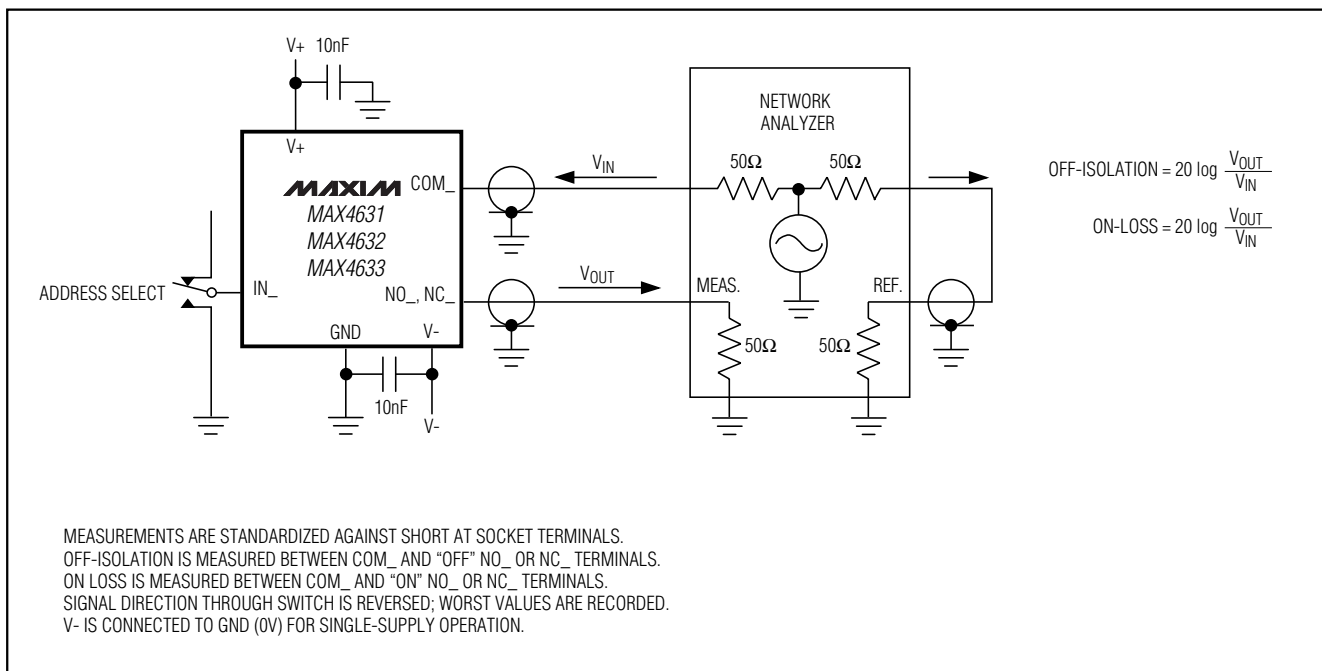 V+ 10nF
V+
MAXIM
MAX4631
MAX4632
MAX4633
COM_
ADDRESS SELECT
IN_
NO_, NC_
GND
V-
10nF
V-
VIN
VOUT
NETWORK
ANALYZER
50Ω
50Ω
MEAS.
REF.
50Ω
50Ω
OFF-ISOLATION = 20 log VOUT
VIN
ON-LOSS = 20 log VOUT
VIN
MEASUREMENTS ARE STANDARDIZED AGAINST SHORT AT SOCKET TERMINALS.
OFF-ISOLATION IS MEASURED BETWEEN COM_ AND “OFF” NO_ OR NC_ TERMINALS.
ON LOSS IS MEASURED BETWEEN COM_ AND “ON” NO_ OR NC_ TERMINALS.
SIGNAL DIRECTION THROUGH SWITCH IS REVERSED; WORST VALUES ARE RECORDED.
V- IS CONNECTED TO GND (0V) FOR SINGLE-SUPPLY OPERATION.